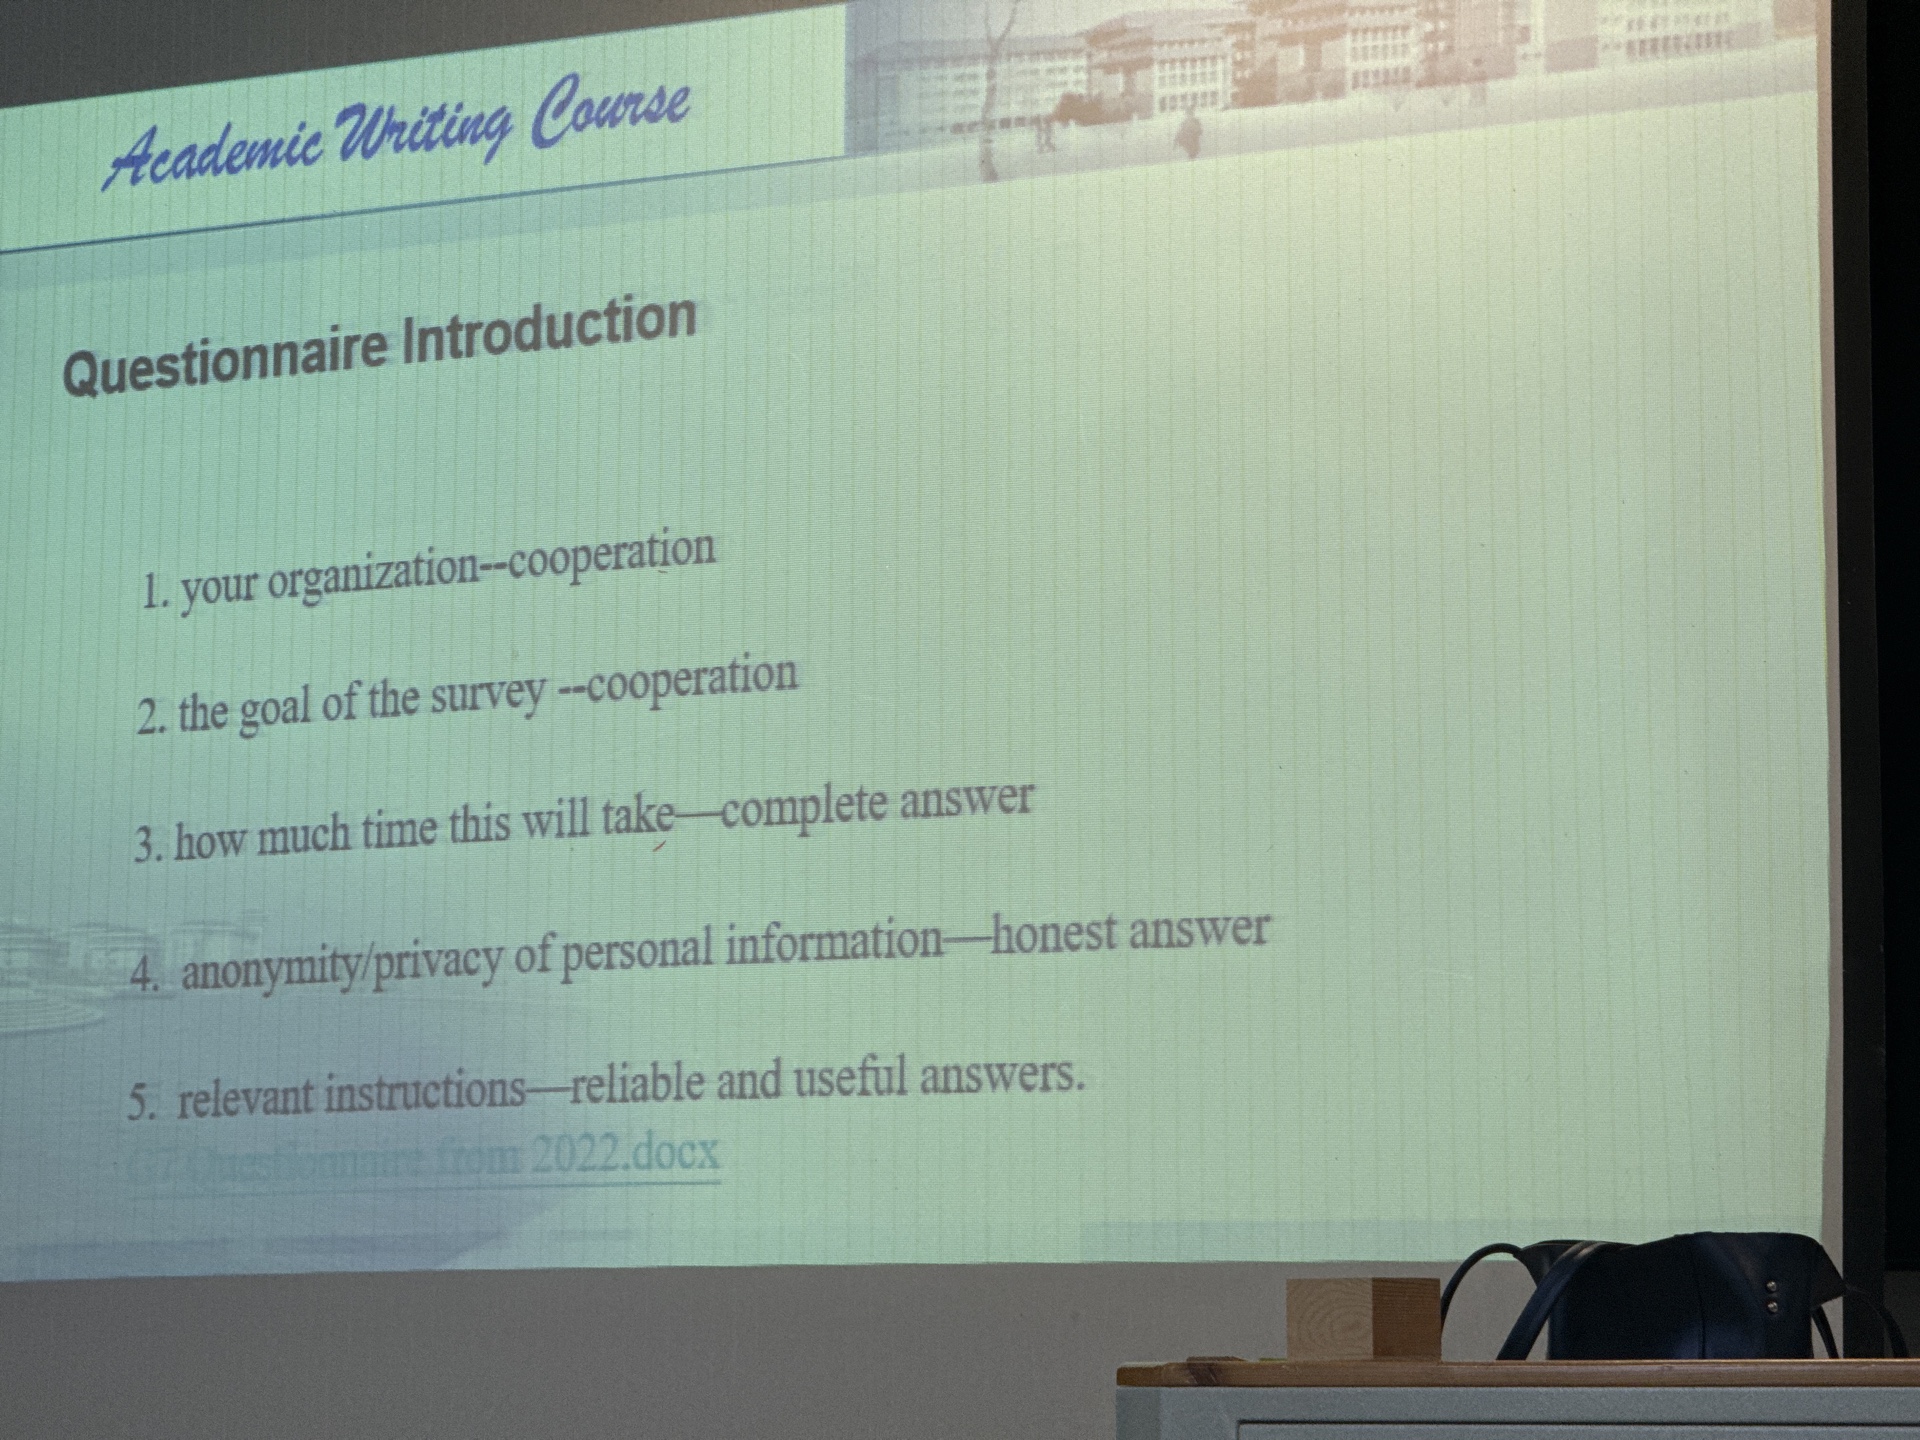 Academic Writing Course
Questionnaire Introduction
1. your organization--cooperation
2. the goal of the survey --cooperation
3. how much time this will take—complete answer
4. anonymity/privacy of personal information—honest answer
5. relevant instructions—reliable and useful answers.
Questionnaire from 2022.docx